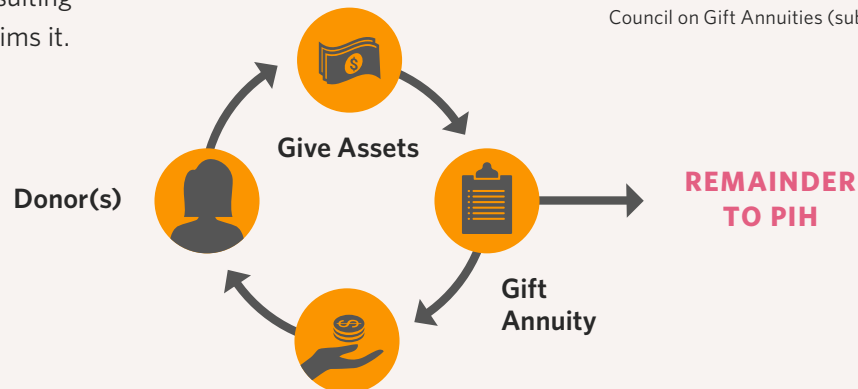 Council on Gift Annuities
ims it.
Give Assets
Donor(s)
REMAINDER
TO PIH
Gift
Annuity